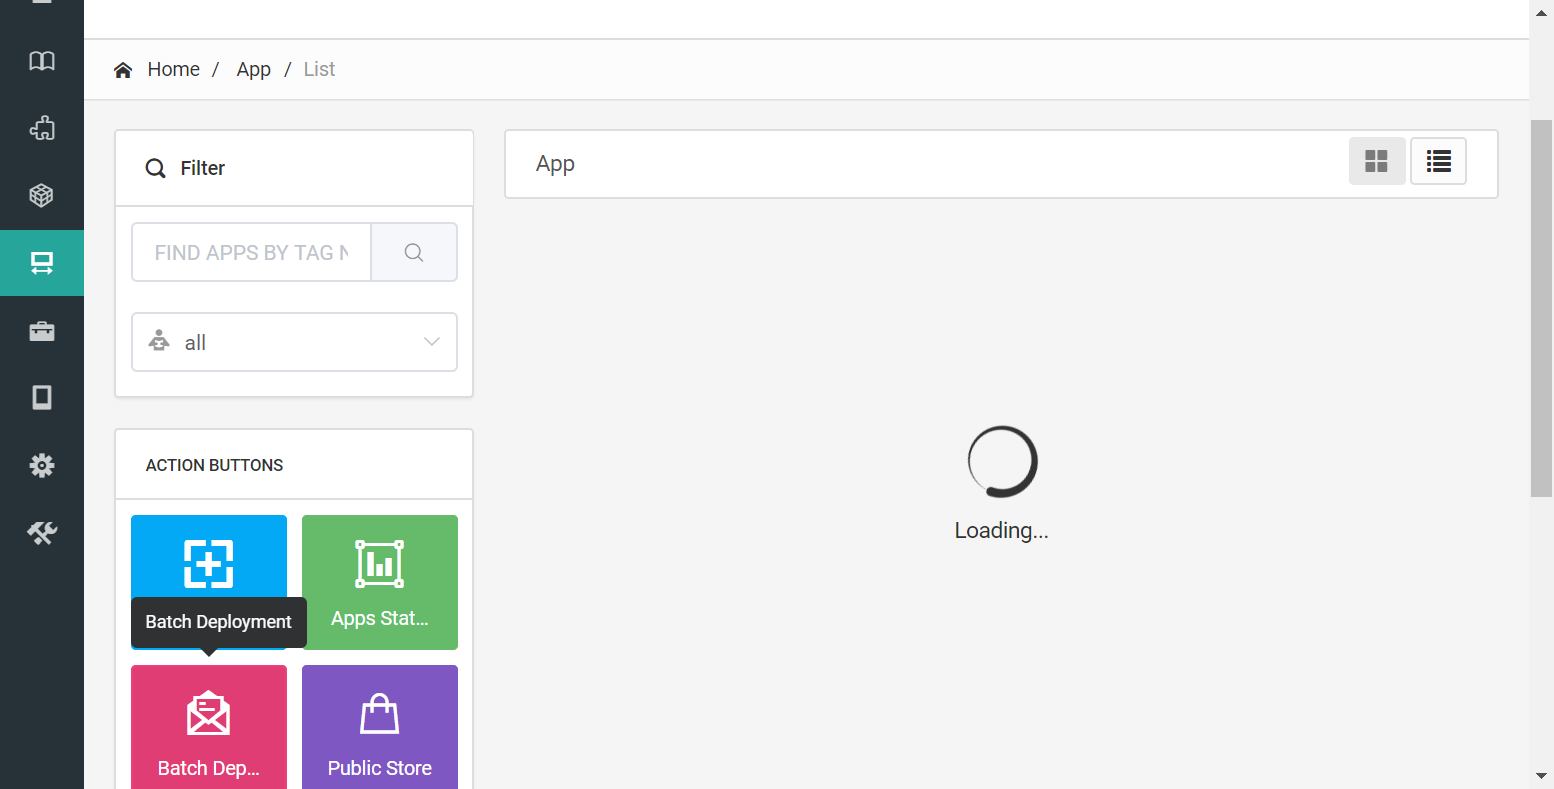 Home / App / List
Filter
FIND APPS BY TAG N
all
App
Loading...
ACTION BUTTONS
Batch Deployment
Apps Stat...
Batch Dep...
Public Store